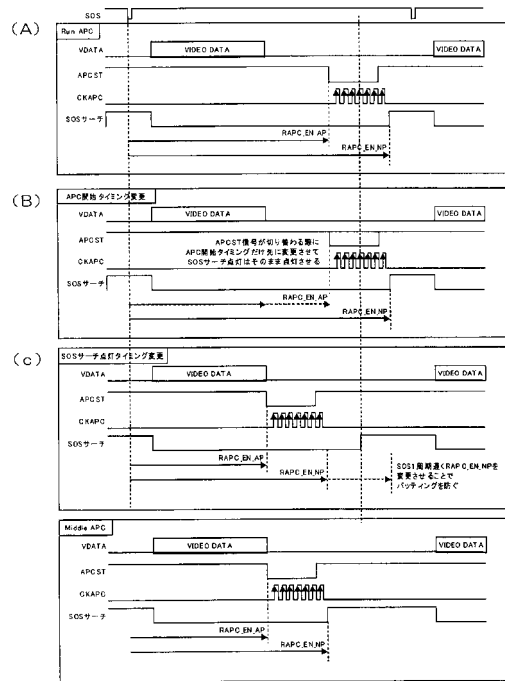 SOS
(A)
Run APC
VDATA
VIDEO DATA
VIDEO DATA
APCST
CKAPC
SOSサーチ
RAPC_EN_AP
RAPC_EN_NP
(B)
APC開始タイミング変更
VDATA
VIDEO DATA
VIDEO DATA
APCST
APCST信号が切り替わる際に
APC開始タイミングだけ先に変更させて
SOSサーチ点灯はそのまま点灯させる
CKAPC
SOSサーチ
RAPC_EN_AP
RAPC_EN_NP
(c)
SOSサーチ点灯タイミング変更
VDATA
VIDEO DATA
VIDEO DATA
APCST
CKAPC
SOSサーチ
RAPC_EN_AP
RAPC_EN_NP
SOS1周期遅くRAPC_EN_NPを
変更させることで
バッティングを防ぐ
Middle APC
VDATA
VIDEO DATA
VIDEO DATA
APCST
CKAPC
SOSサーチ
RAPC_EN_AP
RAPC_EN_NP